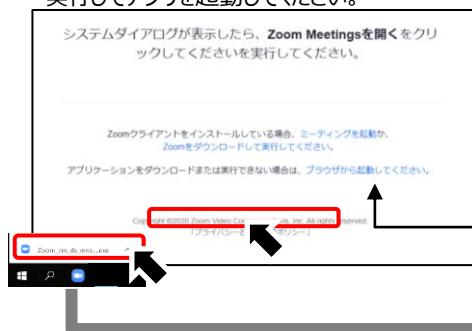 実行してアプリを起動してください。
システムダイアログが表示したら、Zoom Meetingsを開くをクリ
ックしてくださいを実行してください。
Zoomクライアントをインストールしている場合、ミーティングを起動か、
Zoomをダウンロードして実行してください。
アプリケーションをダウンロードまたは実行できない場合は、ブラウザから起動してください。
Copyright ©2020 Zoom Video Inc. All rights reserved.
「プライバシー ポリシー」